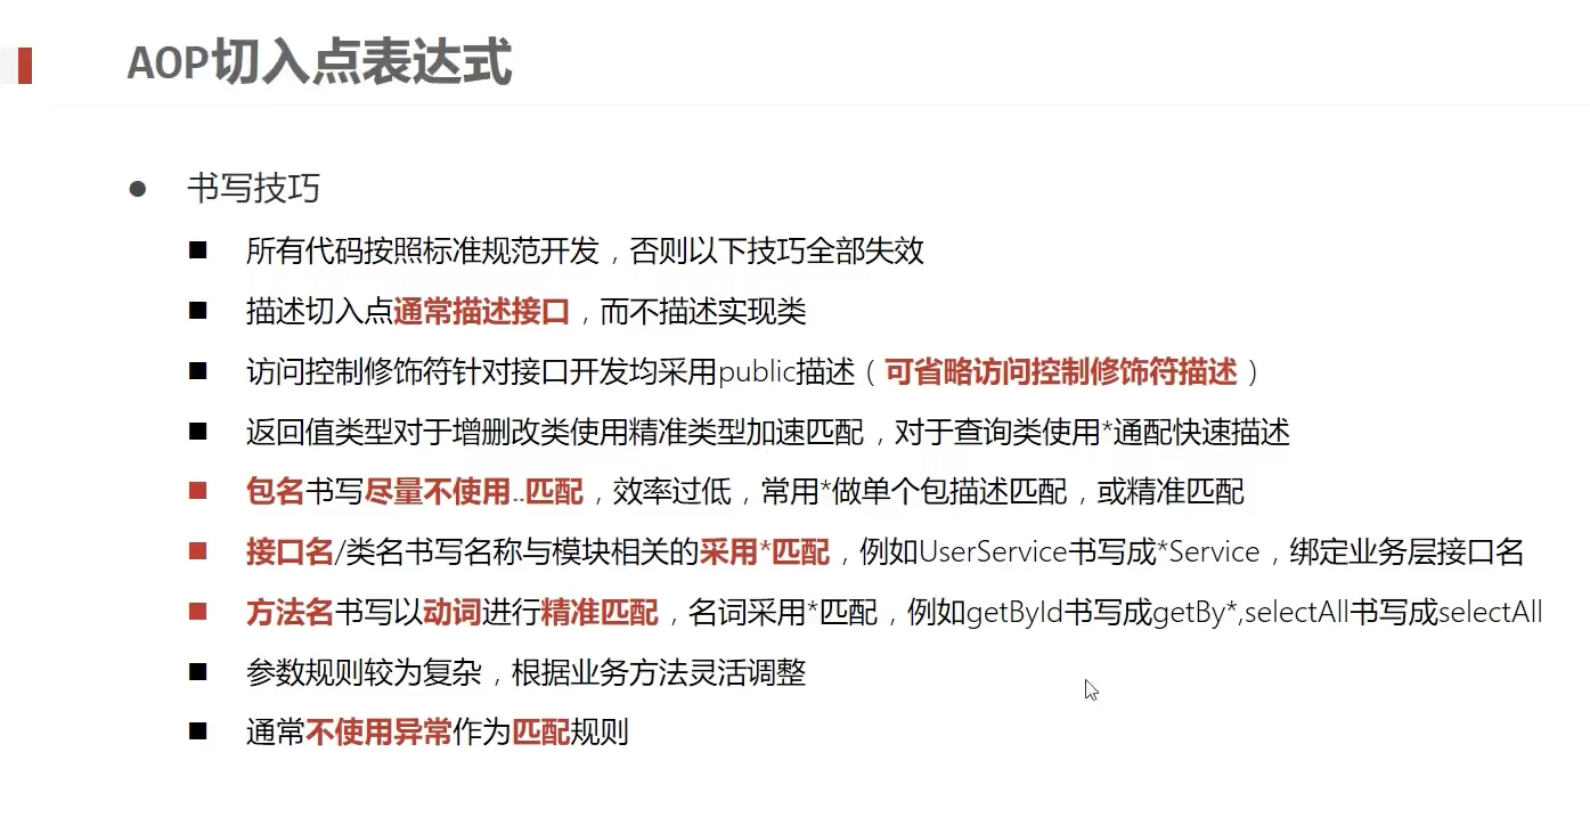 AOP切入点表达式
书写技巧
所有代码按照标准规范开发，否则以下技巧全部失效
描述切入点通常描述接口，而不描述实现类
访问控制修饰符针对接口开发均采用public描述（可省略访问控制修饰符描述）
返回值类型对于增删改类使用精准类型加速匹配，对于查询类使用*通配快速描述
包名书写尽量不使用..匹配，效率过低，常用*做单个包描述匹配，或精准匹配
接口名/类名书写名称与模块相关的采用*匹配，例如UserService书写成*Service，绑定业务层接口名
方法名书写以动词进行精准匹配，名词采用*匹配，例如getById书写成getBy*,selectAll书写成selectAll
参数规则较为复杂，根据业务方法灵活调整
通常不使用异常作为匹配规则